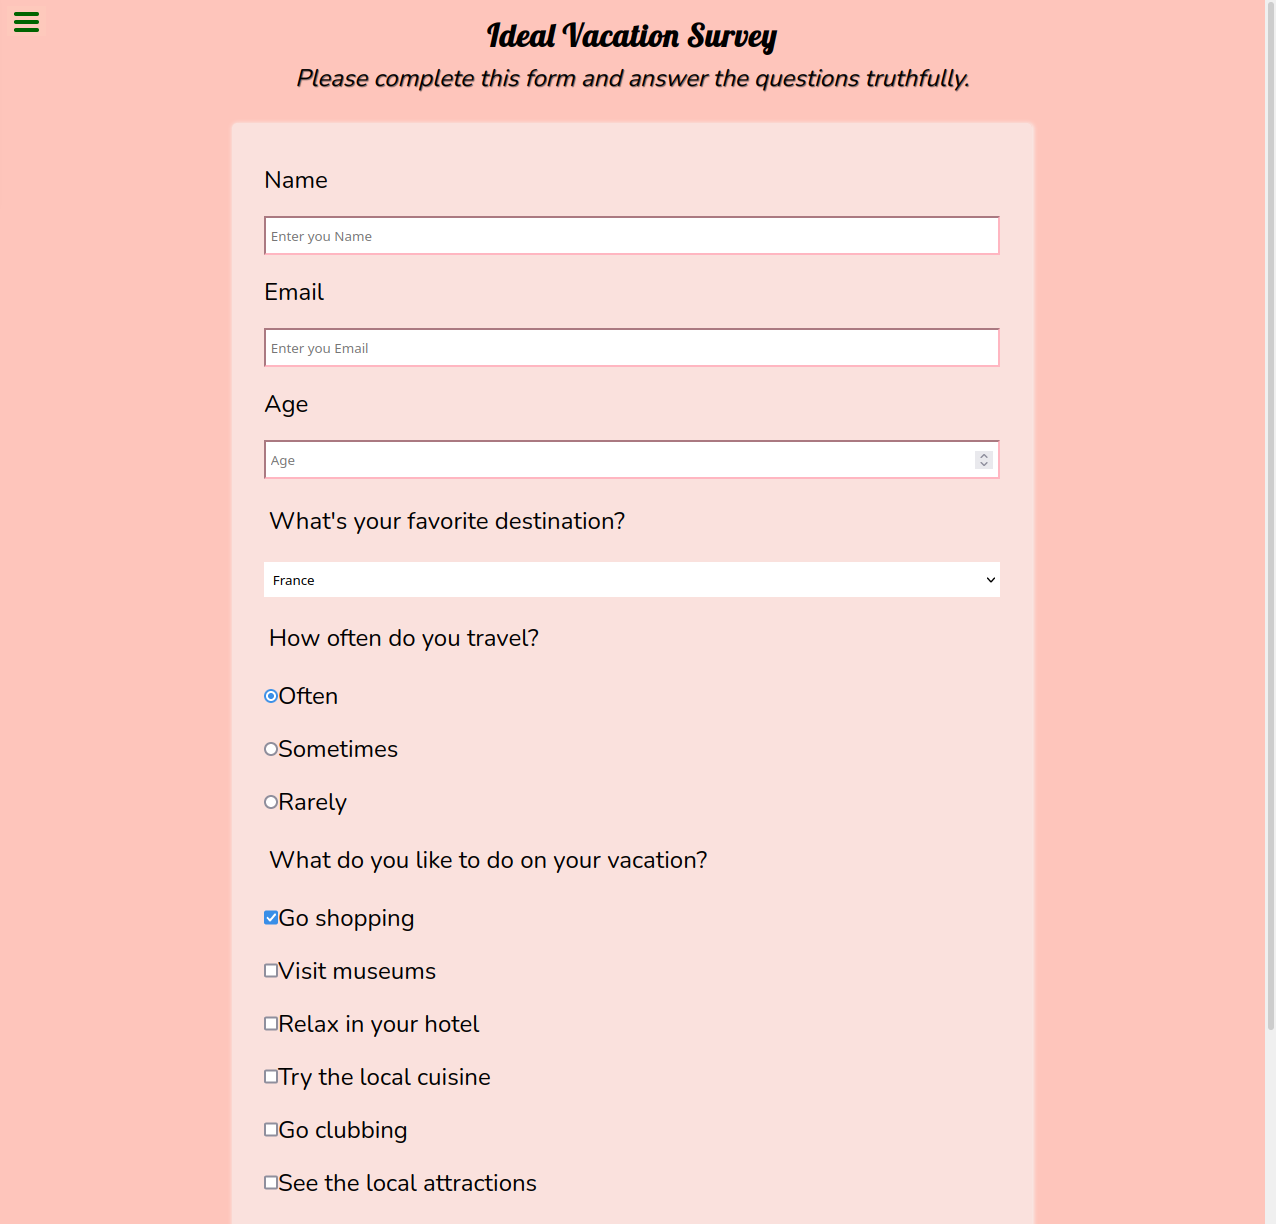 Ideal Vacation Survey
Please complete this form and answer the questions truthfully.
Name
Enter you Name
Email
Enter you Email
Age
Age
What's your favorite destination?
France
How often do you travel?
Often
Sometimes
Rarely
What do you like to do on your vacation?
Go shopping
Visit museums
Relax in your hotel
Try the local cuisine
Go clubbing
See the local attractions